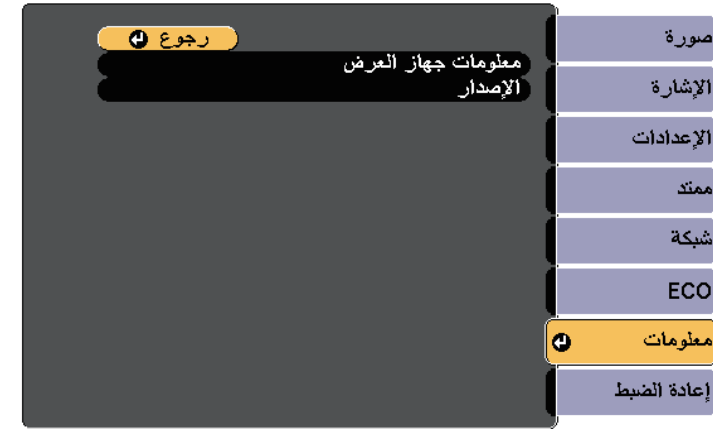 صورة
الإشارة
الإعدادات
ممتد
شبكة
ECO
معلومات
إعادة الضبط
رجوع
معلومات جهاز العرض
الإصدار